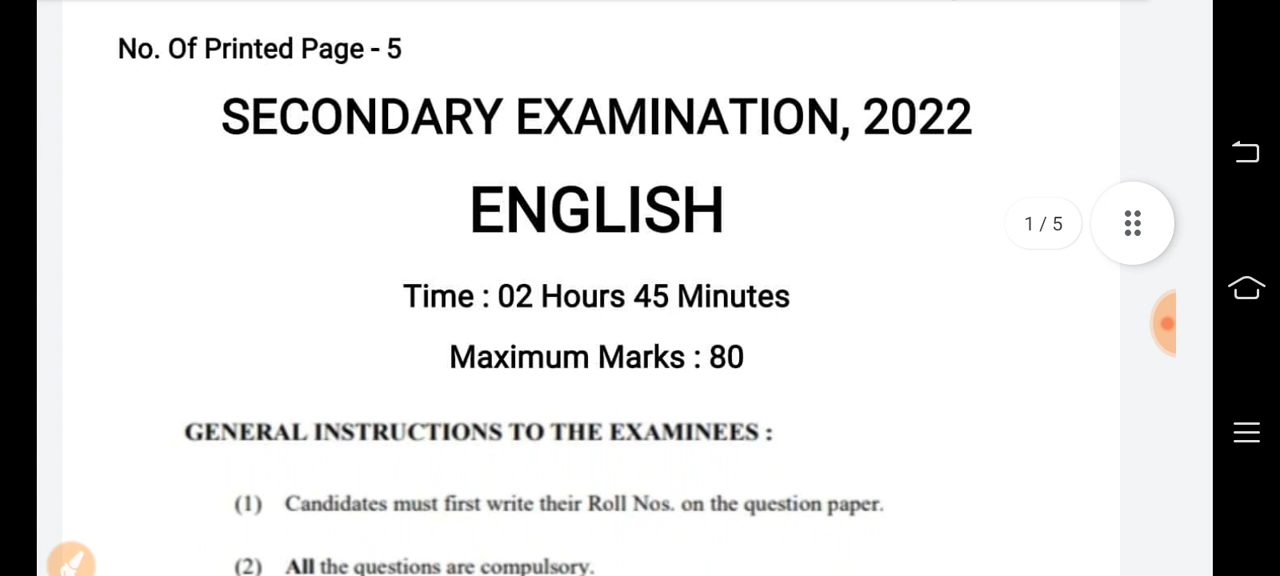 No. Of Printed Page - 5
SECONDARY EXAMINATION, 2022
ENGLISH
1 / 5
Time : 02 Hours 45 Minutes
Maximum Marks : 80
GENERAL INSTRUCTIONS TO THE EXAMINEES :
(1) Candidates must first write their Roll Nos. on the question paper.
(2) All the questions are compulsory.